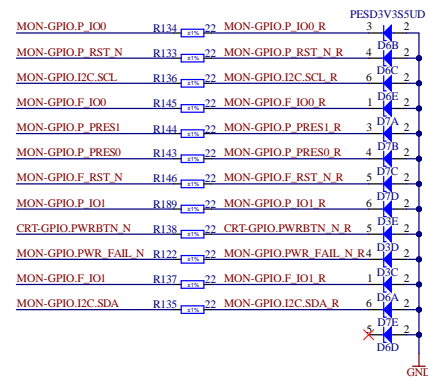 PESD3V3S5UD
MON-GPIO.P_IO0 R134 ±1% 22 MON-GPIO.P_IO0_R 3 2
D6B
MON-GPIO.P_RST_N R133 ±1% 22 MON-GPIO.P_RST_N_R 4 2
D6C
MON-GPIO.I2C.SCL R136 ±1% 22 MON-GPIO.I2C.SCL_R 6 2
D6E
MON-GPIO.F_IO0 R145 ±1% 22 MON-GPIO.F_IO0_R 1 2
D7A
MON-GPIO.P_PRES1 R144 ±1% 22 MON-GPIO.P_PRES1_R 3 2
D7B
MON-GPIO.P_PRES0 R143 ±1% 22 MON-GPIO.P_PRES0_R 4 2
D7C
MON-GPIO.F_RST_N R146 ±1% 22 MON-GPIO.F_RST_N_R 5 2
D7D
MON-GPIO.P_IO1 R189 ±1% 22 MON-GPIO.P_IO1_R 6 2
D3E
CRT-GPIO.PWRBTN_N R138 ±1% 22 CRT-GPIO.PWRBTN_N_R 5 2
D3D
MON-GPIO.PWR_FAIL_N R122 ±1% 22 MON-GPIO.PWR_FAIL_N_R 4 2
D3C
MON-GPIO.F_IO1 R137 ±1% 22 MON-GPIO.F_IO1_R 1 2
D6A
MON-GPIO.I2C.SDA R135 ±1% 22 MON-GPIO.I2C.SDA_R 6 2
D7E
5 2
D6D
GND